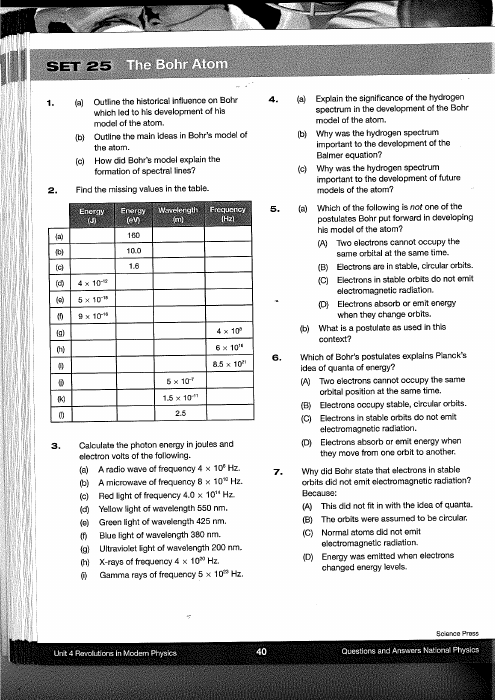 SET 25 The Bohr Atom
1. (a) Outline the historical influence on Bohr
which led to his development of his
model of the atom.
(b) Outline the main ideas in Bohr's model of
the atom.
(c) How did Bohr's model explain the
formation of spectral lines?
2. Find the missing values in the table.
Energy (J) Energy (eV) Wavelength (m) Frequency (Hz)
(a) 160
(b) 10.0
(c) 1.6
(d) 4 ×
(e) 5 ×
(f) 9 ×
(g) 4 ×
(h) 6 ×
(i) 8.5 × 10²¹
(j) 5 × 10⁻⁷
(k) 1.5 × 10⁻¹¹
(l) 2.5
3. Calculate the photon energy in joules and
electron volts of the following.
(a) A radio wave of frequency 4 × Hz.
(b) A microwave of frequency 8 × 10¹⁰ Hz.
(c) Red light of frequency 4.0 × 10¹⁴ Hz.
(d) Yellow light of wavelength 550 nm.
(e) Green light of wavelength 425 nm.
(f) Blue light of wavelength 380 nm.
(g) Ultraviolet light of wavelength 200 nm.
(h) X-rays of frequency 4 × 10²⁰ Hz.
(i) Gamma rays of frequency 5 × Hz.
4. (a) Explain the significance of the hydrogen
spectrum in the development of the Bohr
model of the atom.
(b) Why was the hydrogen spectrum
important to the development of the
Balmer equation?
(c) Why was the hydrogen spectrum
important to the development of future
models of the atom?
5. (a) Which of the following is not one of the
postulates Bohr put forward in developing
his model of the atom?
(A) Two electrons cannot occupy the
same orbital at the same time.
(B) Electrons are in stable, circular orbits.
(C) Electrons in stable orbits do not emit
electromagnetic radiation.
(D) Electrons absorb or emit energy
when they change orbits.
(b) What is a postulate as used in this
context?
6. Which of Bohr's postulates explains Planck's
idea of quanta of energy?
(A) Two electrons cannot occupy the same
orbital position at the same time.
(B) Electrons occupy stable, circular orbits.
(C) Electrons in stable orbits do not emit
electromagnetic radiation.
(D) Electrons absorb or emit energy when
they move from one orbit to another.
7. Why did Bohr state that electrons in stable
orbits did not emit electromagnetic radiation?
Because:
(A) This did not fit in with the idea of quanta.
(B) The orbits were assumed to be circular.
(C) Normal atoms did not emit
electromagnetic radiation.
(D) Energy was emitted when electrons
changed energy levels.
Science Press
Unit 4 Revolutions in Modern Physics
40
Questions and Answers National Physics